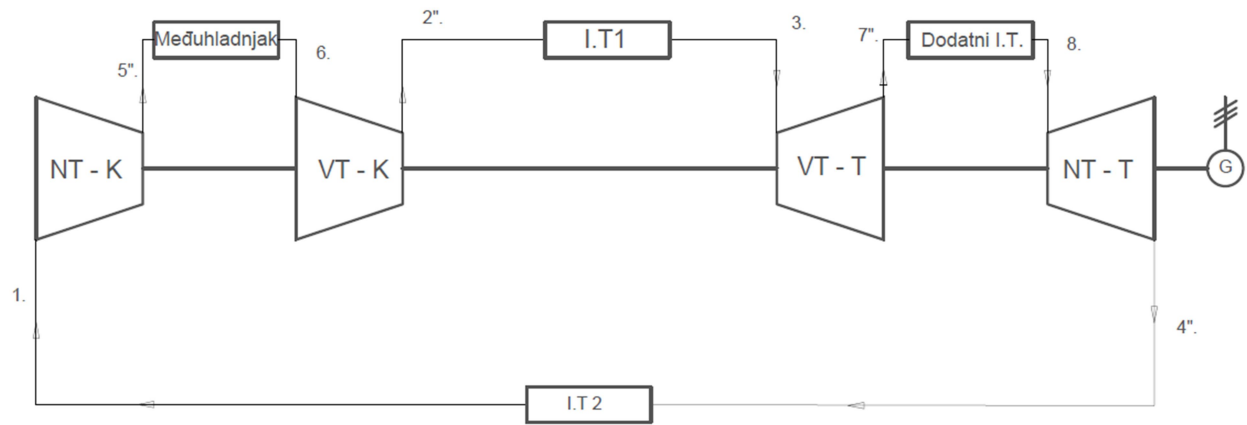 2".
I.T1
3.
7".
Dodatni I.T.
8.
Međuhladnjak
6.
5".
NT - K
VT - K
VT - T
NT - T
G
1.
4".
I.T 2